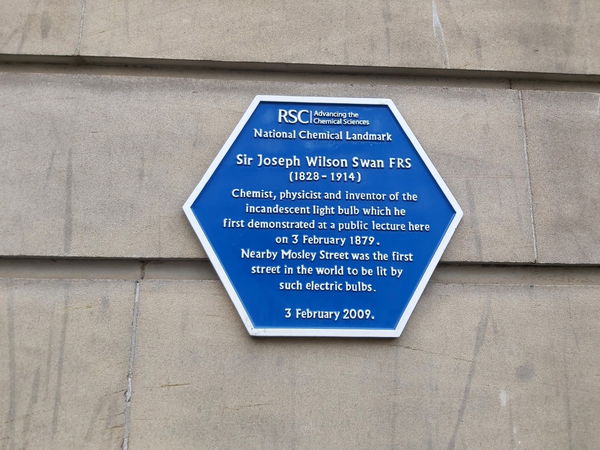 RSC | Advancing the
Chemical Sciences
National Chemical Landmark
Sir Joseph Wilson Swan FRS
(1828 - 1914)
Chemist, physicist and inventor of the
incandescent light bulb which he
first demonstrated at a public lecture here
on 3 February 1879.
Nearby Mosley Street was the first
street in the world to be lit by
such electric bulbs.
3 February 2009.